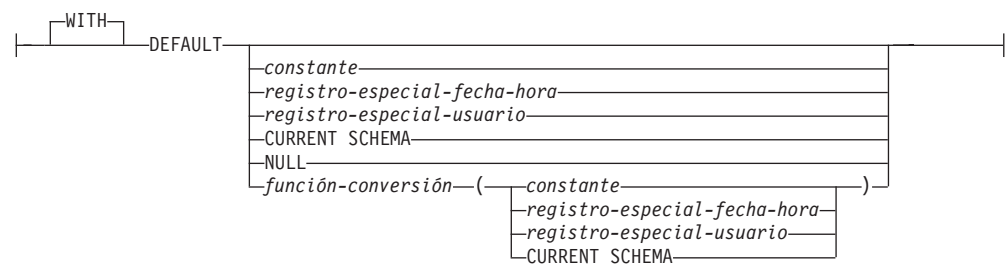 WITH
DEFAULT
constante
registro-especial-fecha-hora
registro-especial-usuario
CURRENT SCHEMA
NULL
función-conversión ( constante )
registro-especial-fecha-hora
registro-especial-usuario
CURRENT SCHEMA